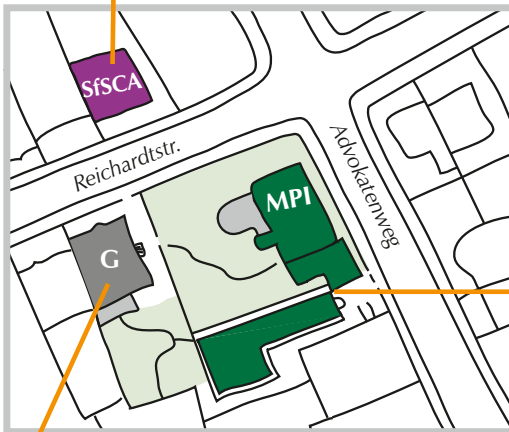 SfSCA
Reichardtstr.
Advokatenweg
MPI
G